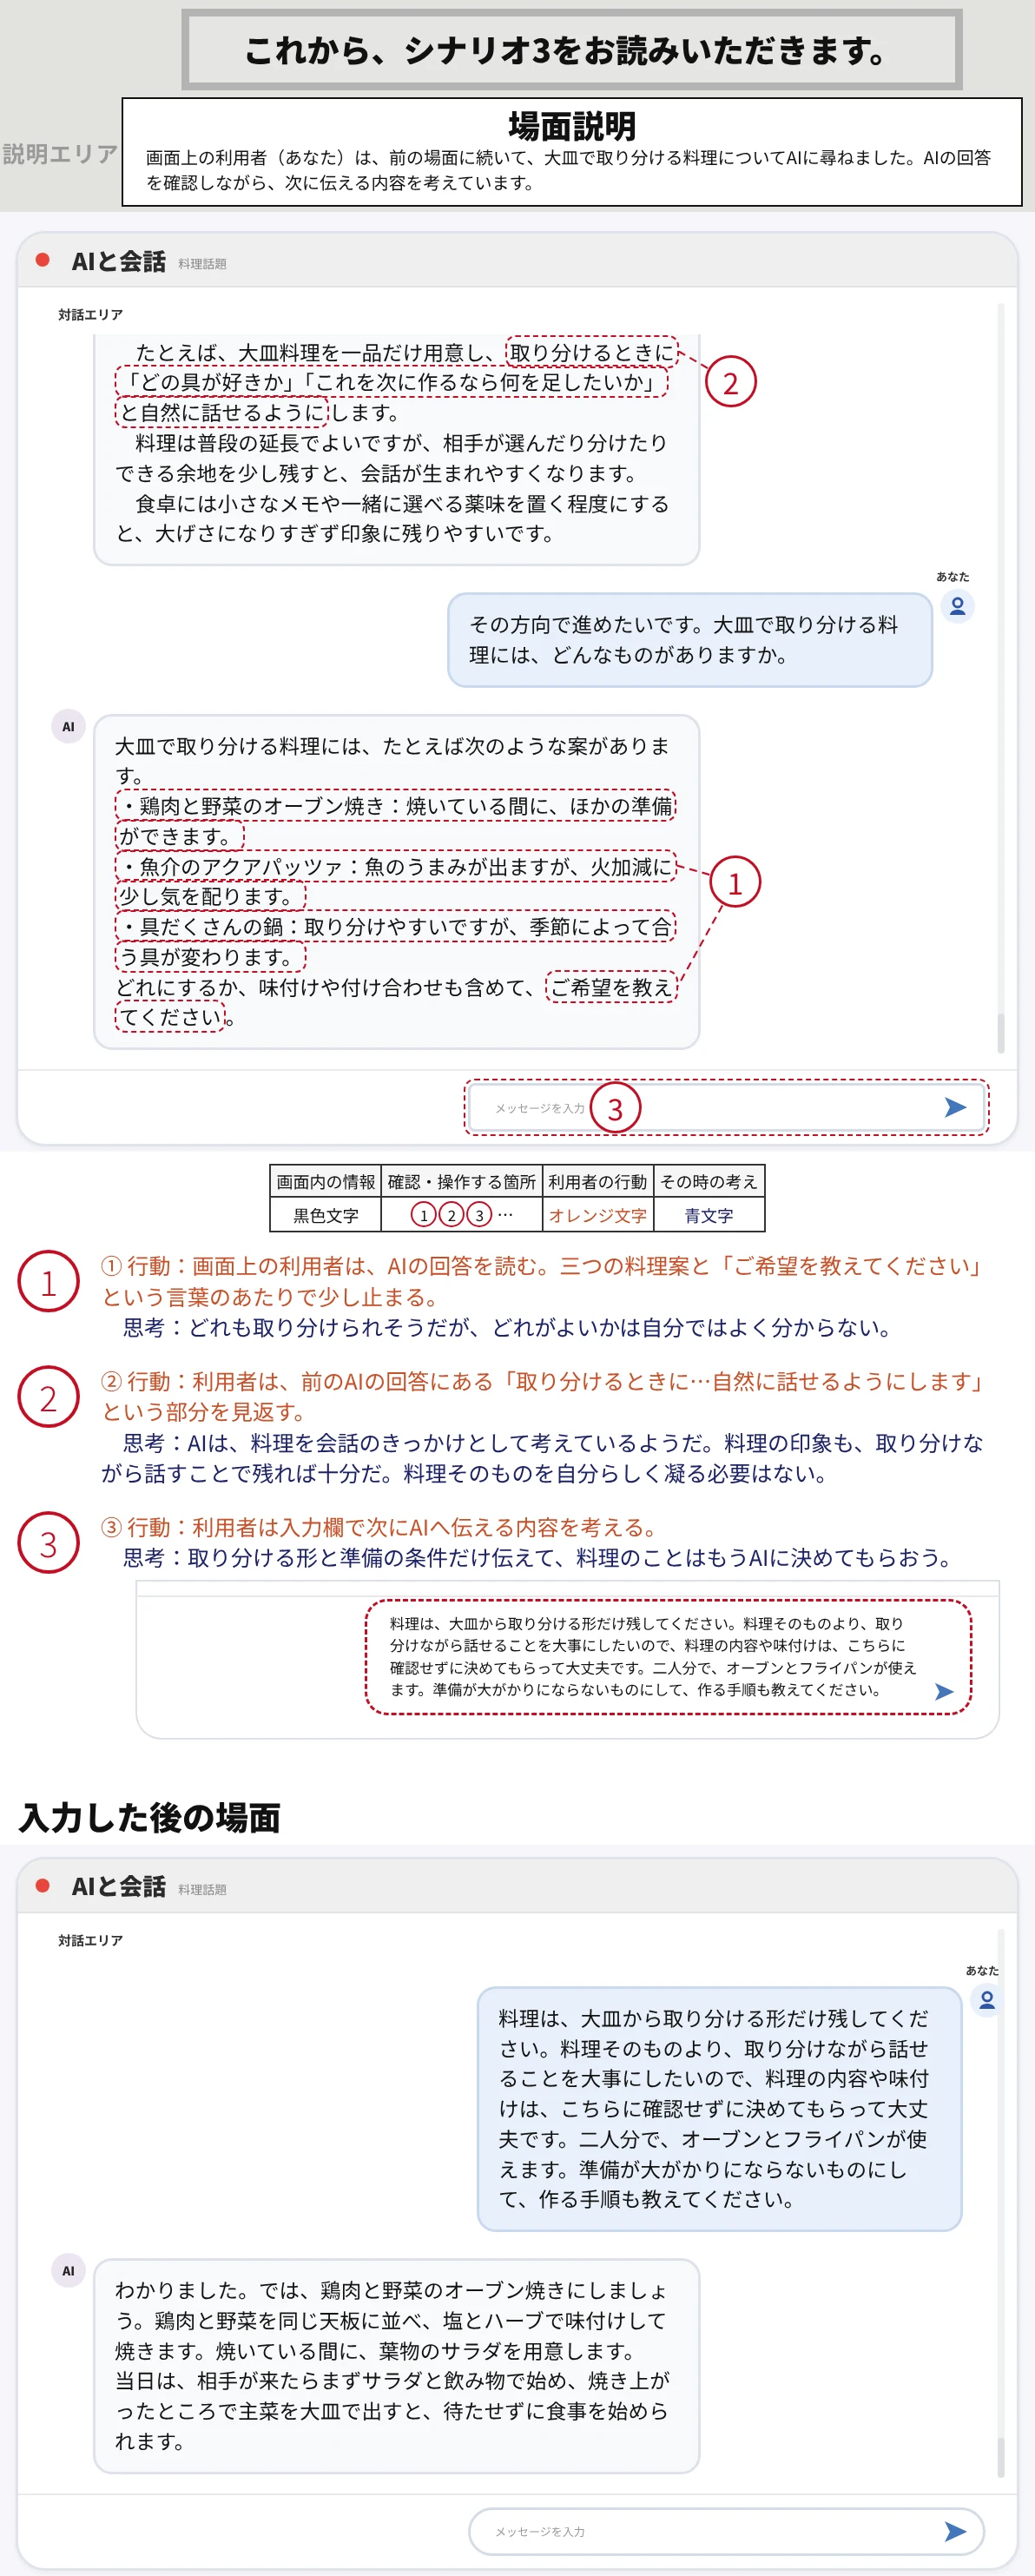 これから、シナリオ3をお読みいただきます。
説明エリア
場面説明
画面上の利用者（あなた）は、前の場面に続いて、大皿で取り分ける料理についてAIに尋ねました。AIの回答
を確認しながら、次に伝える内容を考えています。
AIと会話 料理話題
対話エリア
たとえば、大皿料理を一品だけ用意し、取り分けるときに
「どの具が好きか」「これを次に作るなら何を足したいか」
と自然に話せるようにします。
2
料理は普段の延長でよいですが、相手が選んだり分けたり
できる余地を少し残すと、会話が生まれやすくなります。
食卓には小さなメモや一緒に選べる薬味を置く程度にする
と、大げさになりすぎず印象に残りやすいです。
あなた
その方向で進めたいです。大皿で取り分ける料
理には、どんなものがありますか。
AI
大皿で取り分ける料理には、たとえば次のような案がありま
す。
・鶏肉と野菜のオーブン焼き：焼いている間に、ほかの準備
ができます。
・魚介のアクアパッツァ：魚のうまみが出ますが、火加減に
少し気を配ります。
1
・具だくさんの鍋：取り分けやすいですが、季節によって合
う具が変わります。
どれにするか、味付けや付け合わせも含めて、ご希望を教え
てください。
メッセージを入力 3
画面内の情報 確認・操作する箇所 利用者の行動 その時の考え
黒色文字 1 2 3 … オレンジ文字 青文字
1
① 行動：画面上の利用者は、AIの回答を読む。三つの料理案と「ご希望を教えてください」
という言葉のあたりで少し止まる。
思考：どれも取り分けられそうだが、どれがよいかは自分ではよく分からない。
2
② 行動：利用者は、前のAIの回答にある「取り分けるときに…自然に話せるようにします」
という部分を見返す。
思考：AIは、料理を会話のきっかけとして考えているようだ。料理の印象も、取り分けな
がら話すことで残れば十分だ。料理そのものを自分らしく凝る必要はない。
3
③ 行動：利用者は入力欄で次にAIへ伝える内容を考える。
思考：取り分ける形と準備の条件だけ伝えて、料理のことはもうAIに決めてもらおう。
料理は、大皿から取り分ける形だけ残してください。料理そのものより、取り
分けながら話せることを大事にしたいので、料理の内容や味付けは、こちらに
確認せずに決めてもらって大丈夫です。二人分で、オーブンとフライパンが使え
ます。準備が大がかりにならないものにして、作る手順も教えてください。
入力した後の場面
AIと会話 料理話題
対話エリア
あなた
料理は、大皿から取り分ける形だけ残してくだ
さい。料理そのものより、取り分けながら話せ
ることを大事にしたいので、料理の内容や味付
けは、こちらに確認せずに決めてもらって大丈
夫です。二人分で、オーブンとフライパンが使
えます。準備が大がかりにならないものにし
て、作る手順も教えてください。
AI
わかりました。では、鶏肉と野菜のオーブン焼きにしましょ
う。鶏肉と野菜を同じ天板に並べ、塩とハーブで味付けして
焼きます。焼いている間に、葉物のサラダを用意します。
当日は、相手が来たらまずサラダと飲み物で始め、焼き上が
ったところで主菜を大皿で出すと、待たせずに食事を始めら
れます。
メッセージを入力